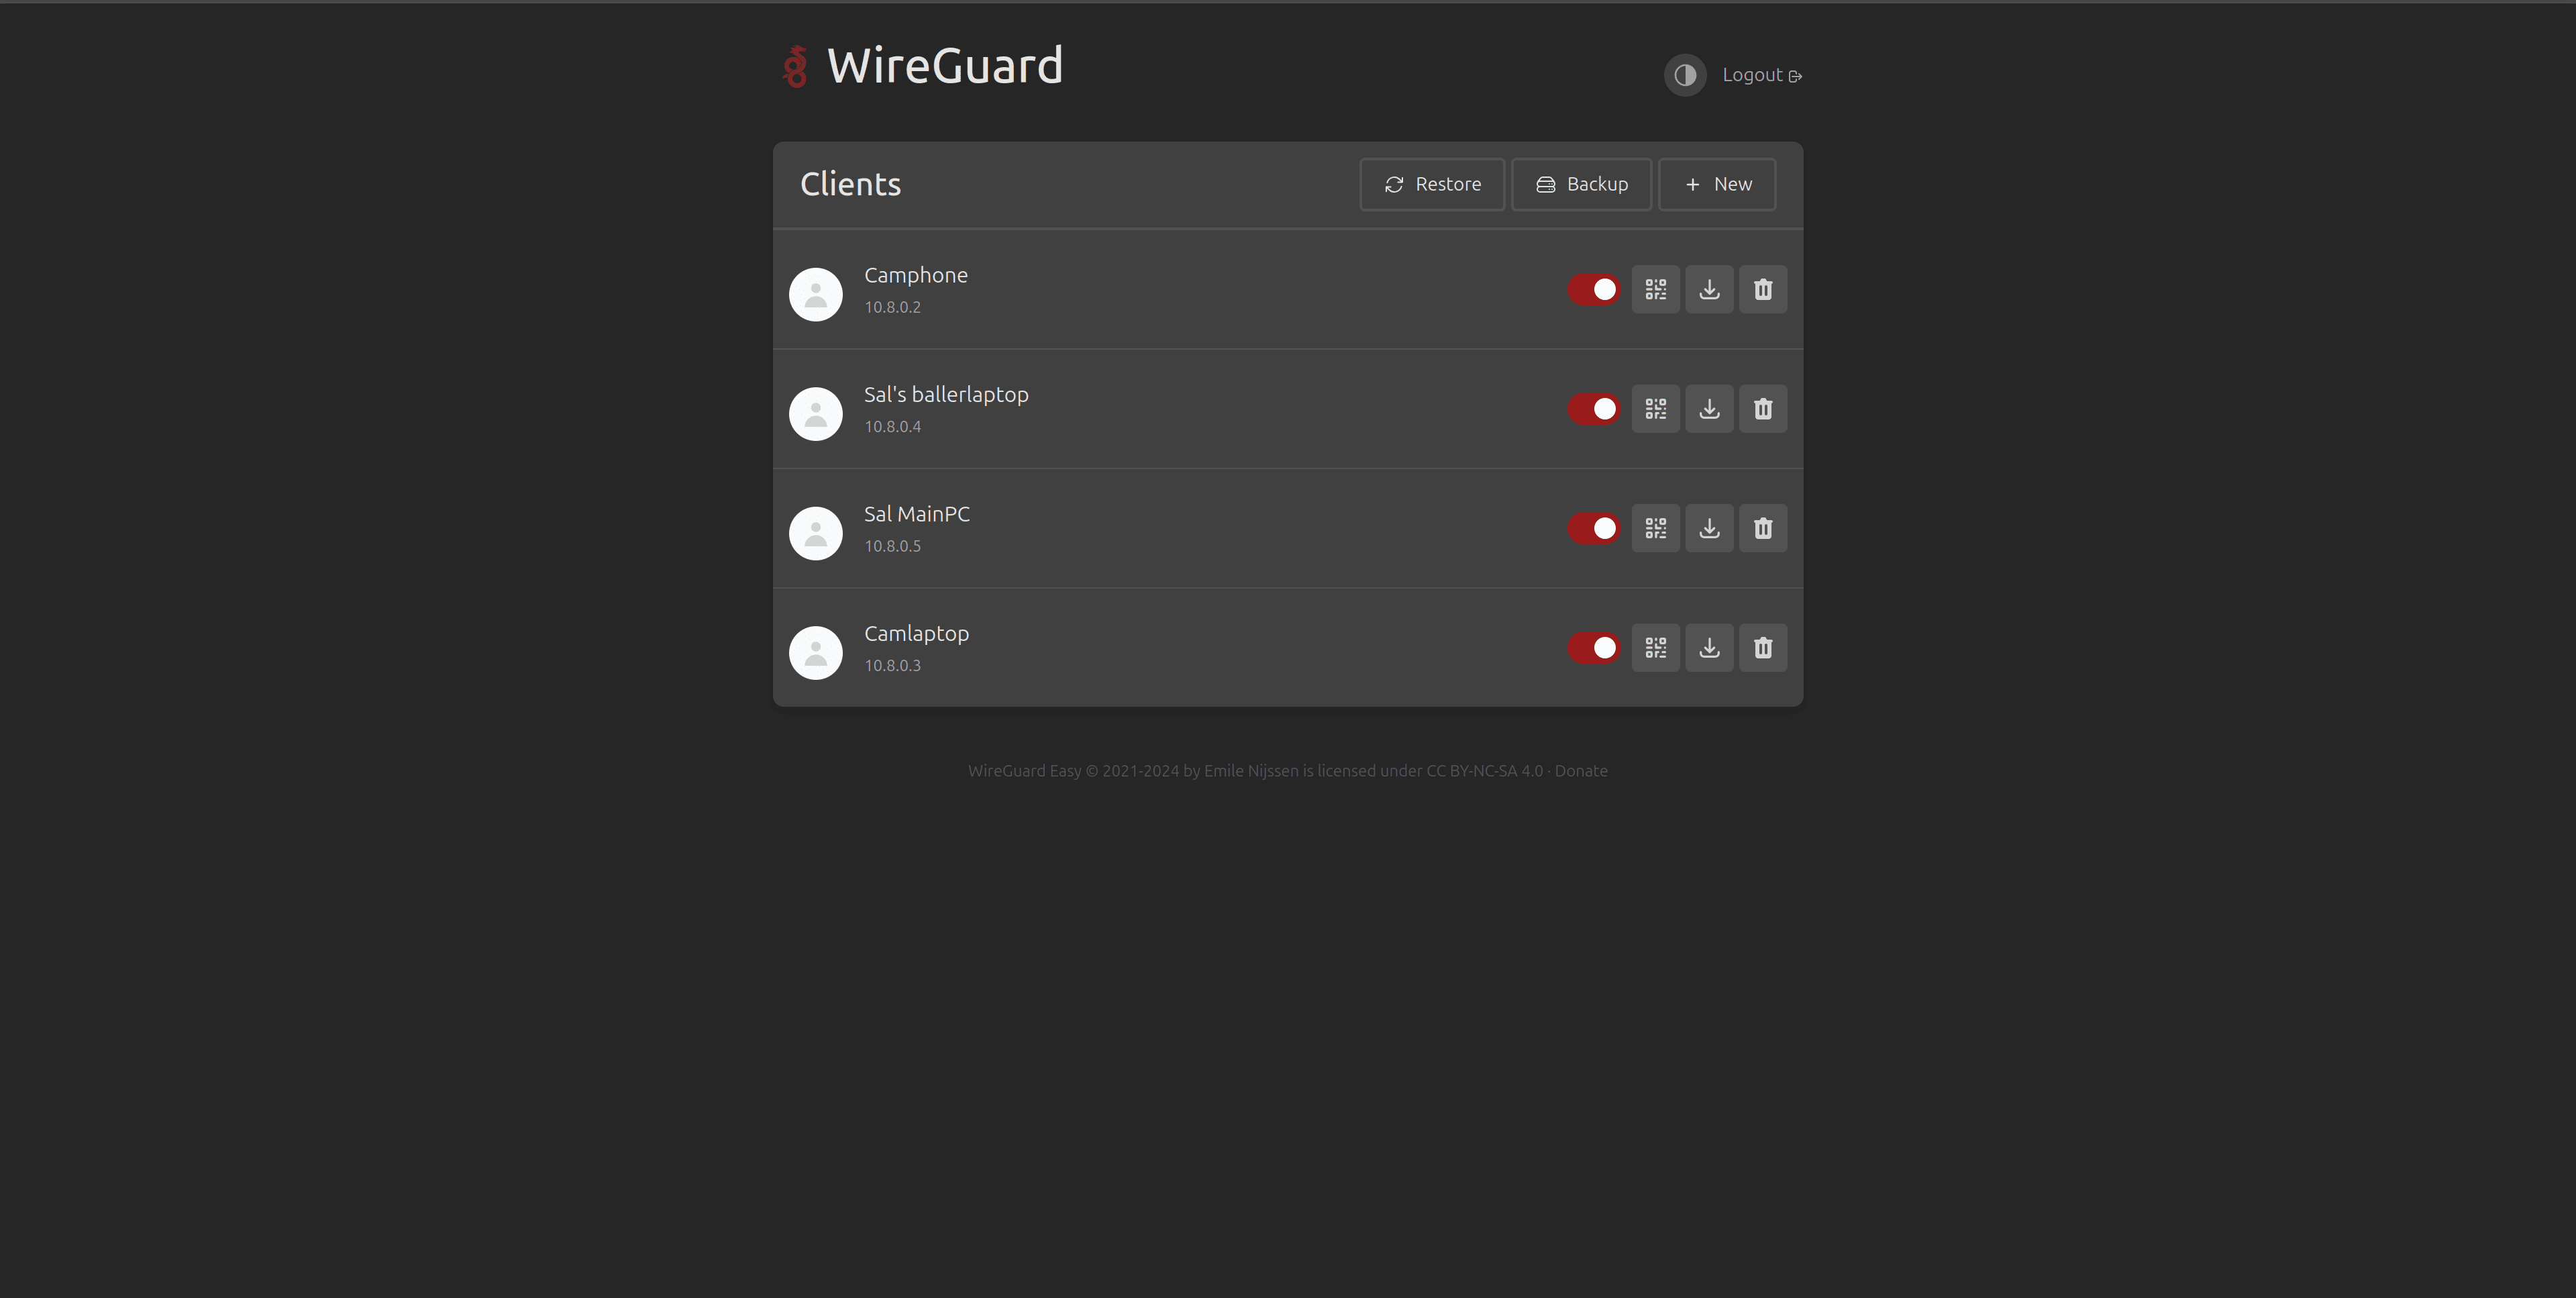 WireGuard
Logout
Clients
Restore
Backup
New
Camphone
10.8.0.2
Sal's ballerlaptop
10.8.0.4
Sal MainPC
10.8.0.5
Camlaptop
10.8.0.3
WireGuard Easy © 2021-2024 by Emile Nijssen is licensed under CC BY-NC-SA 4.0 · Donate